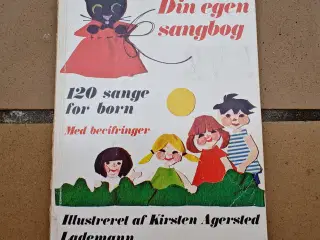 Din egen
sangbog
120 sange
for børn
Med becifringer
Illustreret af Kirsten Agersted
Lademann